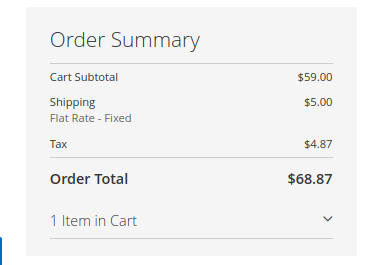 Order Summary
Cart Subtotal $59.00
Shipping $5.00
Flat Rate - Fixed
Tax $4.87
Order Total $68.87
1 Item in Cart